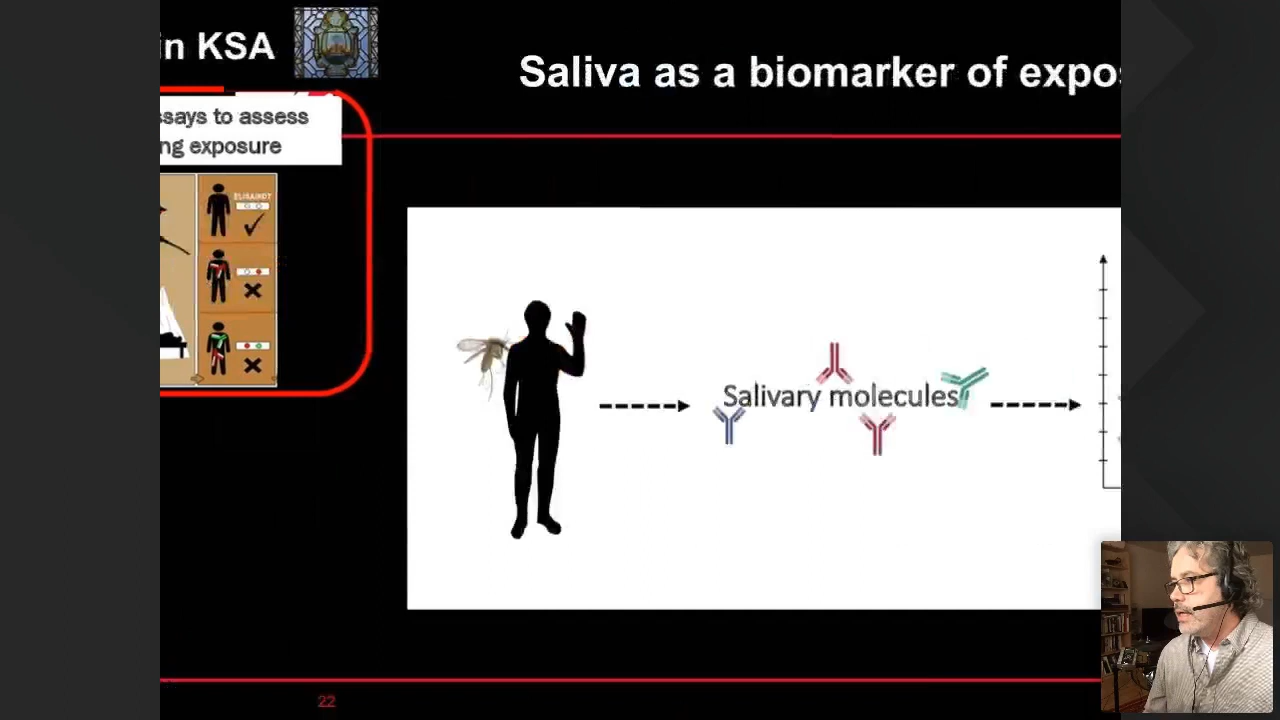 in KSA
ssays to assess
ng exposure
Saliva as a biomarker of expo
Salivary molecules
22